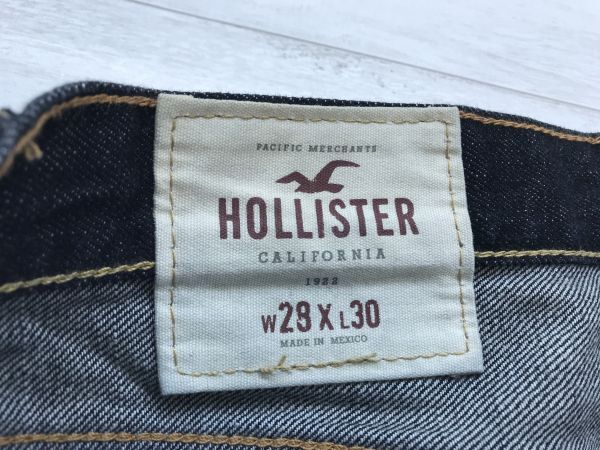 PACIFIC MERCHANTS
HOLLISTER
CALIFORNIA
1922
W28 X L30
MADE IN MEXICO